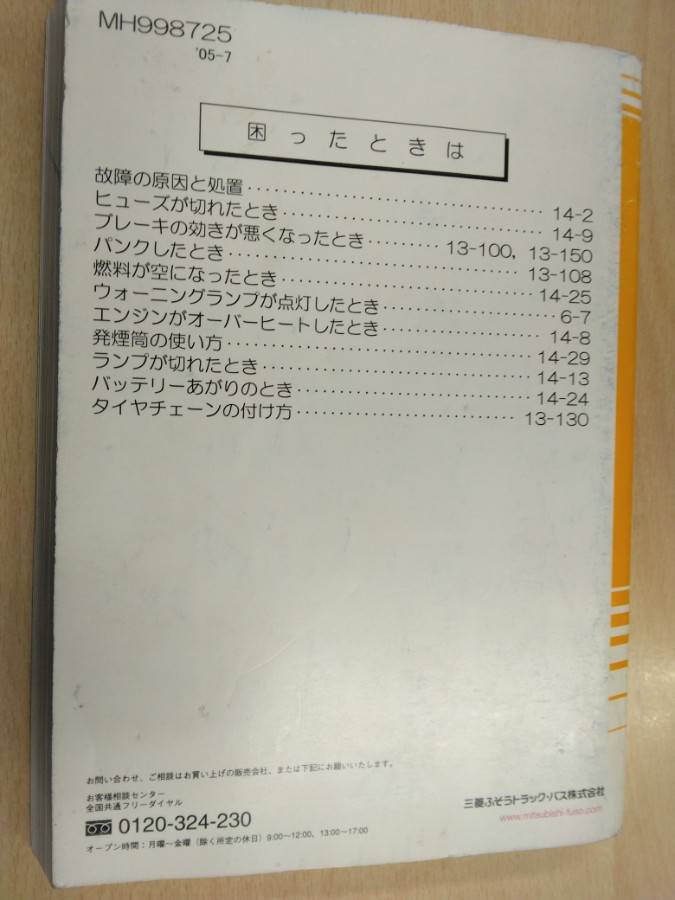 MH998725
'05-7
困ったときは
故障の原因と処置 14-2
ヒューズが切れたとき 14-9
ブレーキの効きが悪くなったとき 13-100, 13-150
パンクしたとき 13-108
燃料が空になったとき 14-25
ウォーニングランプが点灯したとき 6-7
エンジンがオーバーヒートしたとき 14-8
発煙筒の使い方 14-29
ランプが切れたとき 14-13
バッテリーあがりのとき 14-24
タイヤチェーンの付け方 13-130
お問い合わせ、ご相談はお買い上げの販売会社、または下記にお願いいたします。
お客様相談センター
全国共通フリーダイヤル
0120-324-230
オープン時間：月曜～金曜（除く所定の休日）9:00～12:00、13:00～17:00
三菱ふそうトラック・バス株式会社
www.mitsubishi-fuso.com